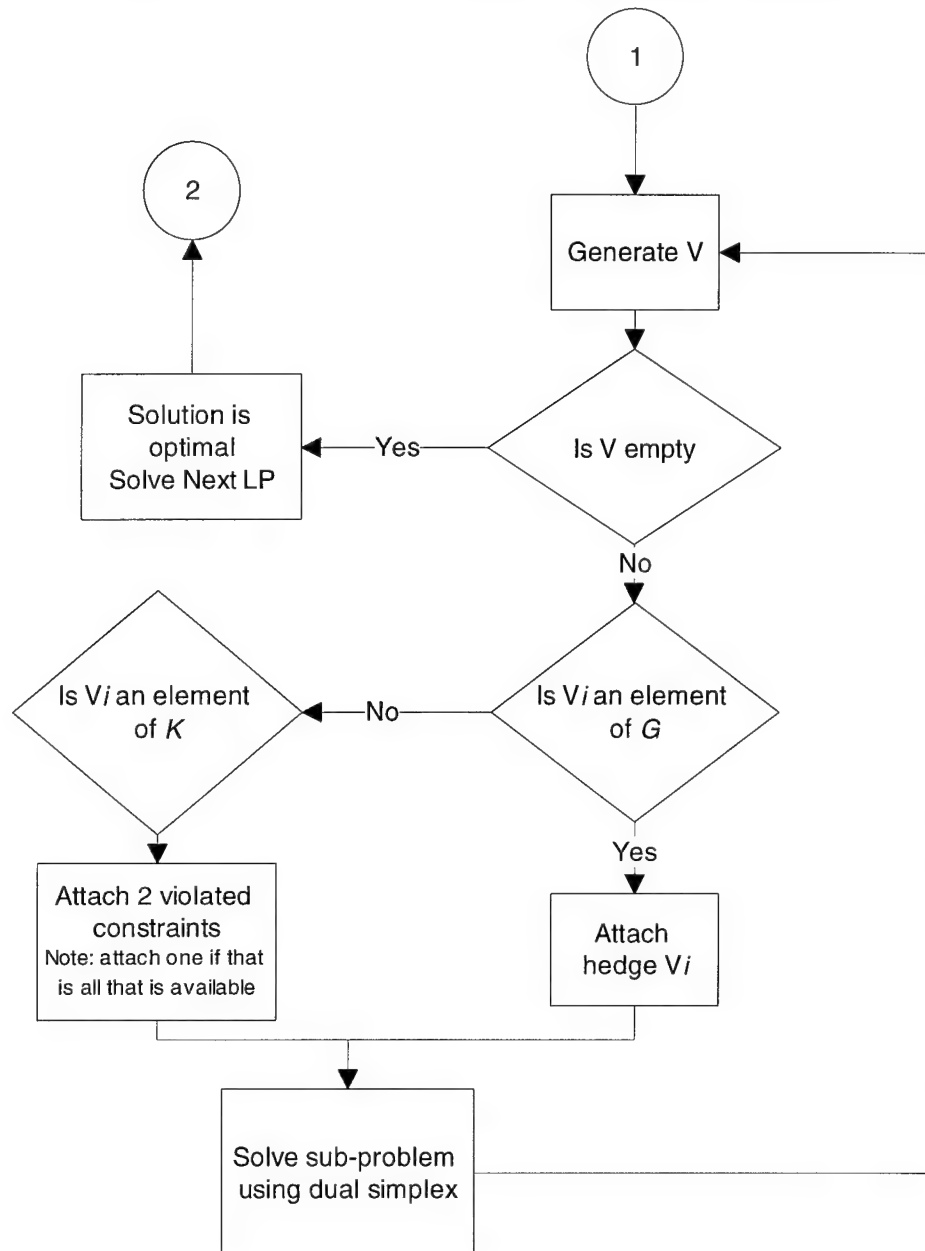 1
2
Generate V
Solution is
optimal
Solve Next LP
Yes
Is V empty
No
Is Vi an element
of K
No
Is Vi an element
of G
Yes
Attach 2 violated
constraints
Note: attach one if that
is all that is available
Attach
hedge Vi
Solve sub-problem
using dual simplex